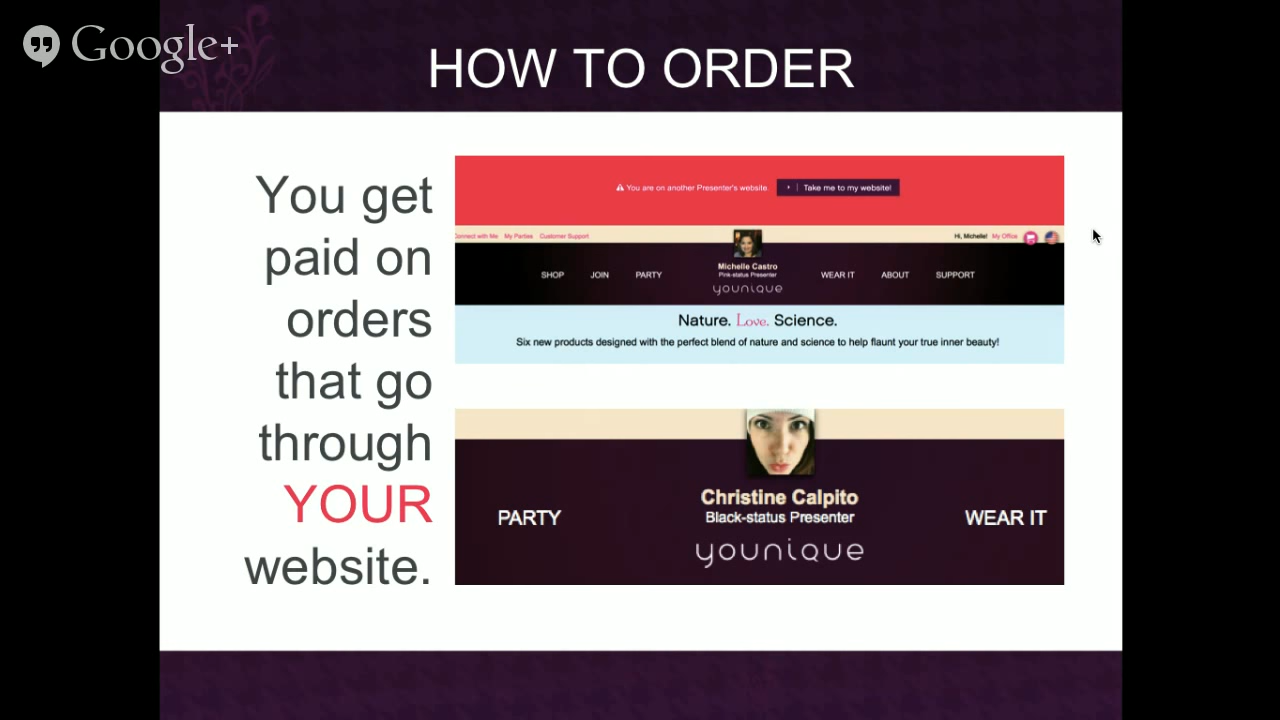 Google+
HOW TO ORDER
You get
paid on
orders
that go
through
YOUR
website.
You are on another Presenter's website. Take me to my website!
Connect with Me My Parties Customer Support
Hi, Michelle! My Office
SHOP JOIN PARTY
Michelle Castro
Pink-status Presenter
younique
WEAR IT ABOUT SUPPORT
Nature. Love. Science.
Six new products designed with the perfect blend of nature and science to help flaunt your true inner beauty!
Christine Calpito
Black-status Presenter
PARTY
WEAR IT
younique